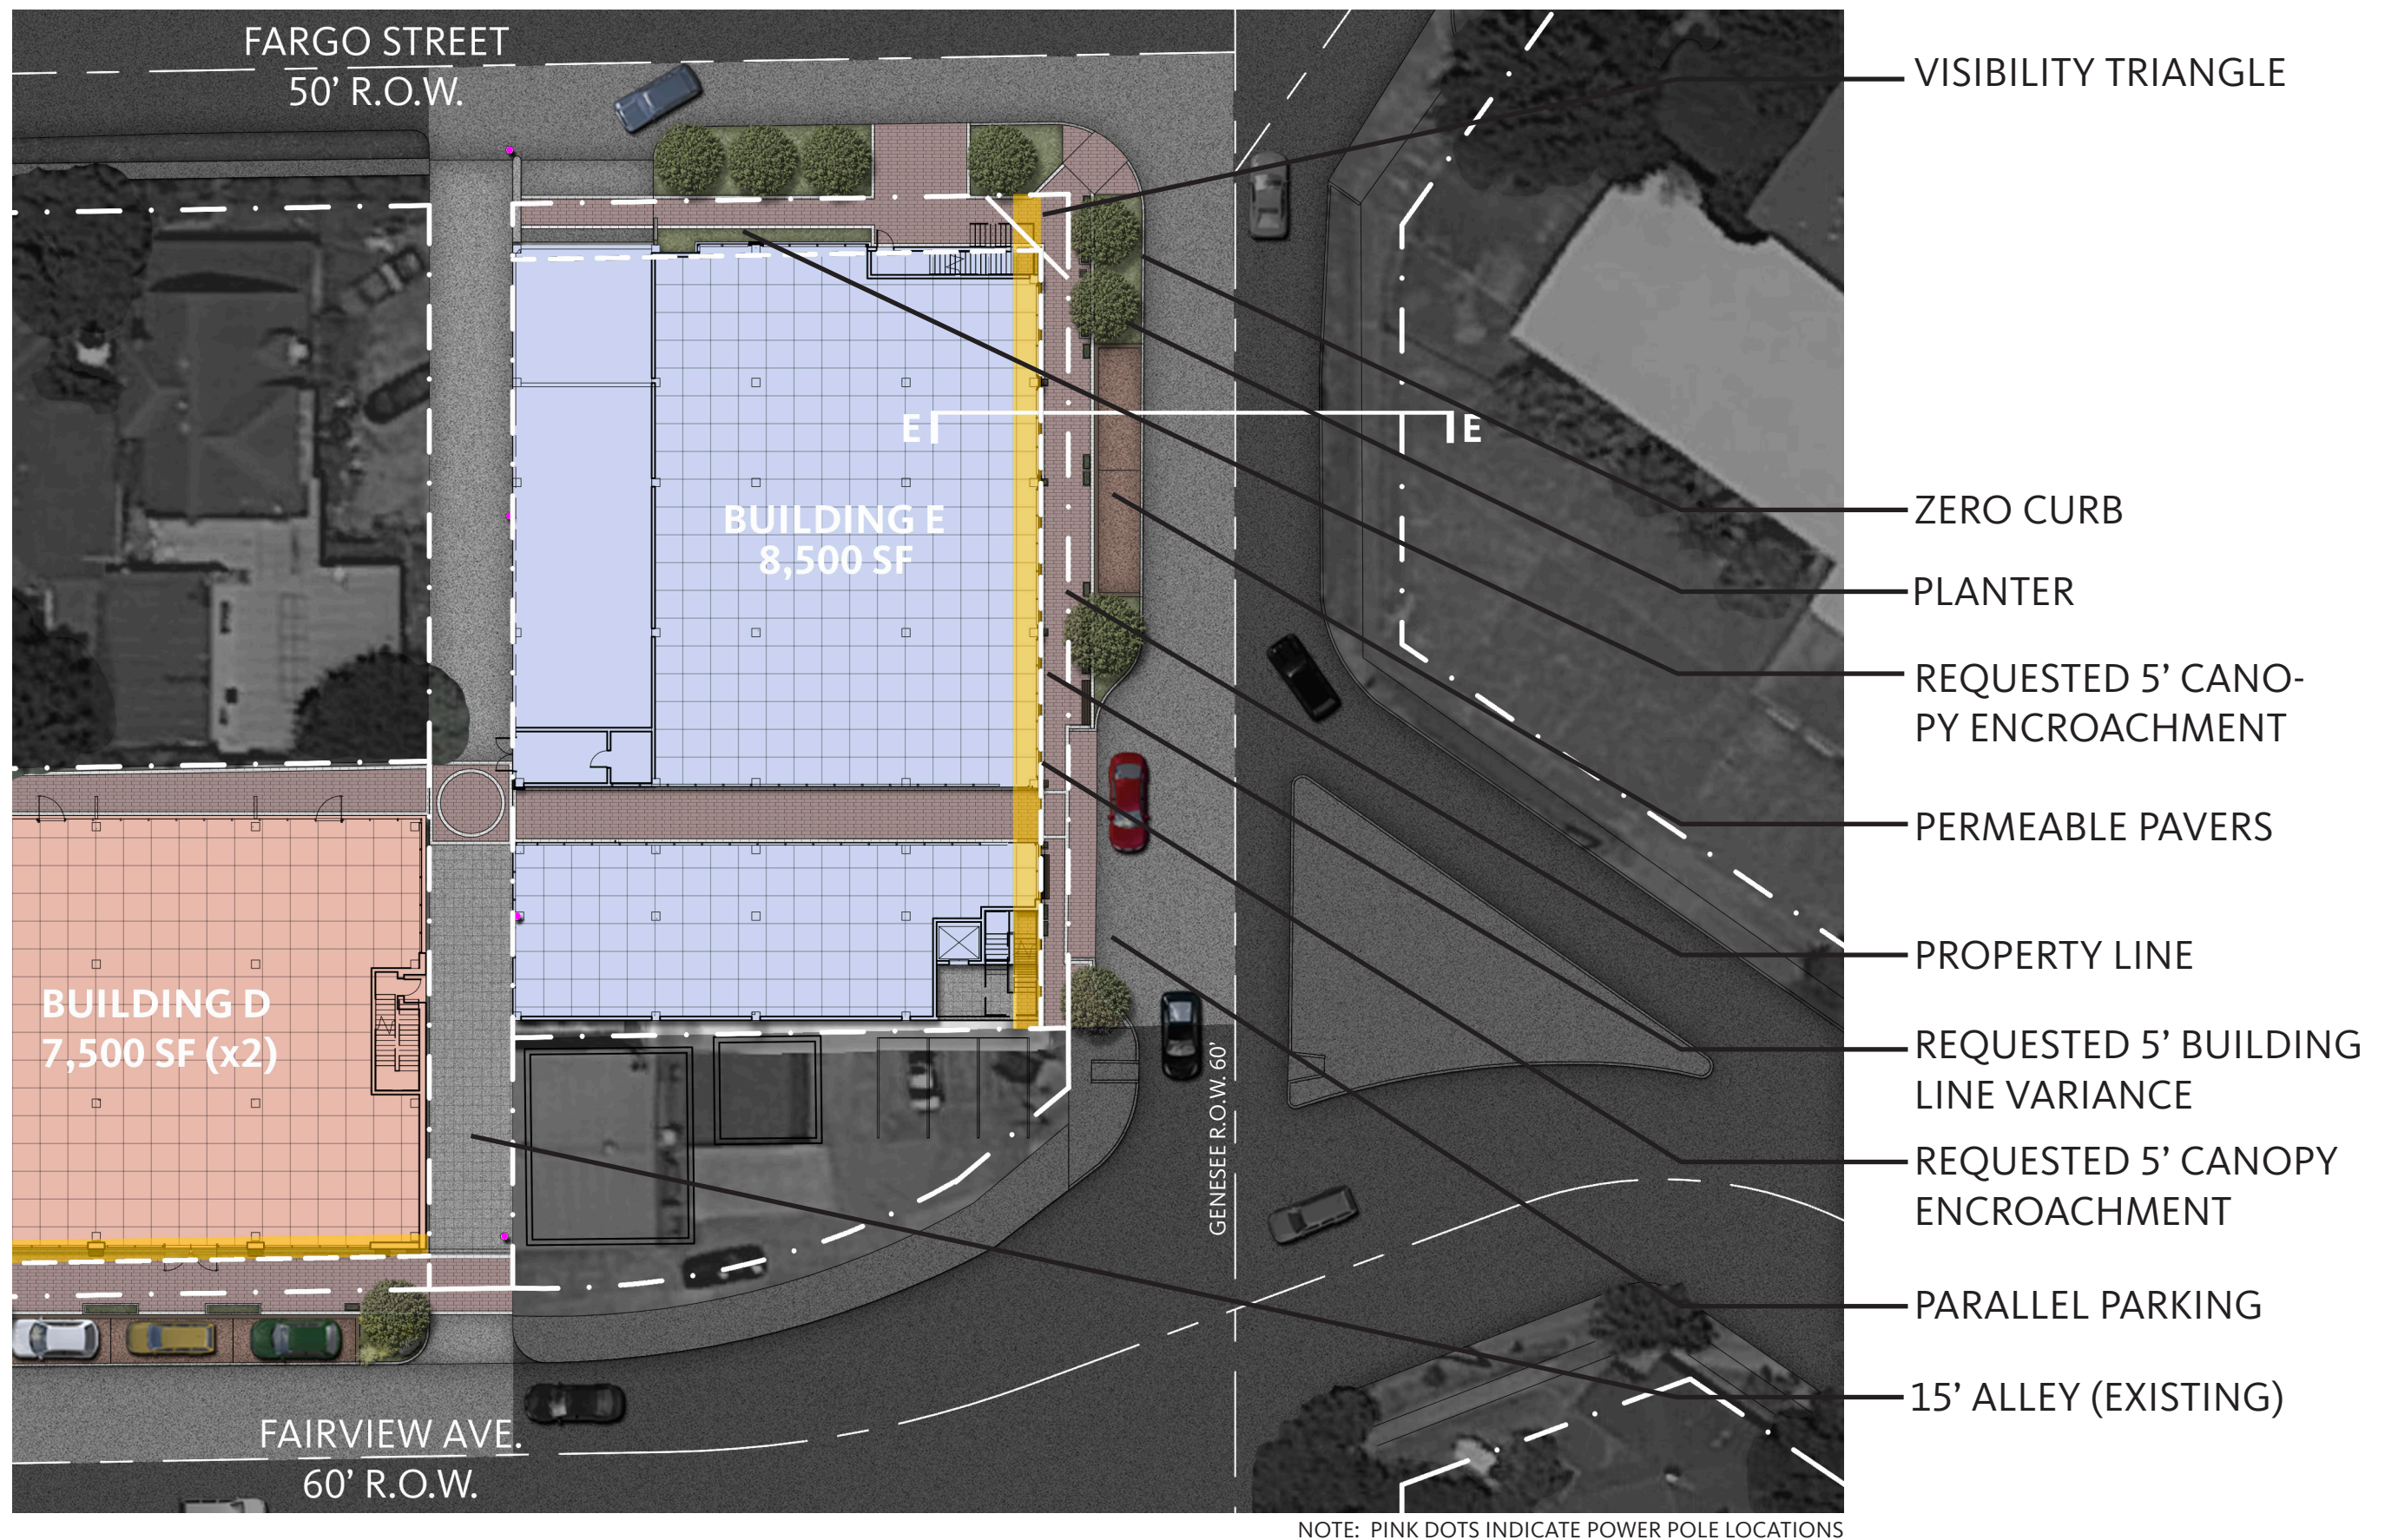 FARGO STREET
50’ R.O.W.
VISIBILITY TRIANGLE
E E
BUILDING E
8,500 SF
ZERO CURB
PLANTER
REQUESTED 5’ CANO-
PY ENCROACHMENT
PERMEABLE PAVERS
PROPERTY LINE
BUILDING D
7,500 SF (x2)
REQUESTED 5’ BUILDING
LINE VARIANCE
REQUESTED 5’ CANOPY
ENCROACHMENT
GENESEE R.O.W. 60’
PARALLEL PARKING
15’ ALLEY (EXISTING)
FAIRVIEW AVE.
60’ R.O.W.
NOTE: PINK DOTS INDICATE POWER POLE LOCATIONS